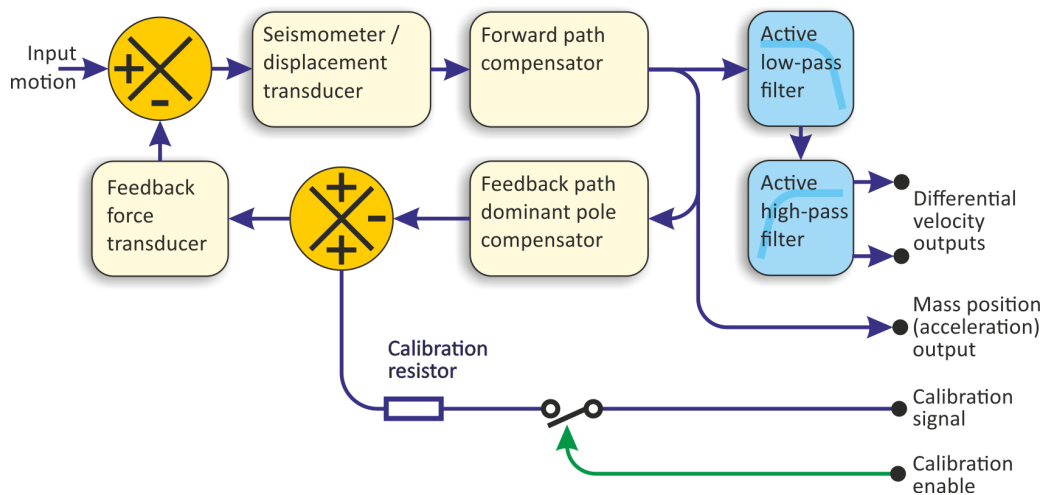 Input
motion
+
-
Seismometer /
displacement
transducer
Forward path
compensator
Active
low-pass
filter
Feedback
force
transducer
+
-
+
Feedback path
dominant pole
compensator
Active
high-pass
filter
Differential
velocity
outputs
Mass position
(acceleration)
output
Calibration
resistor
Calibration
signal
Calibration
enable